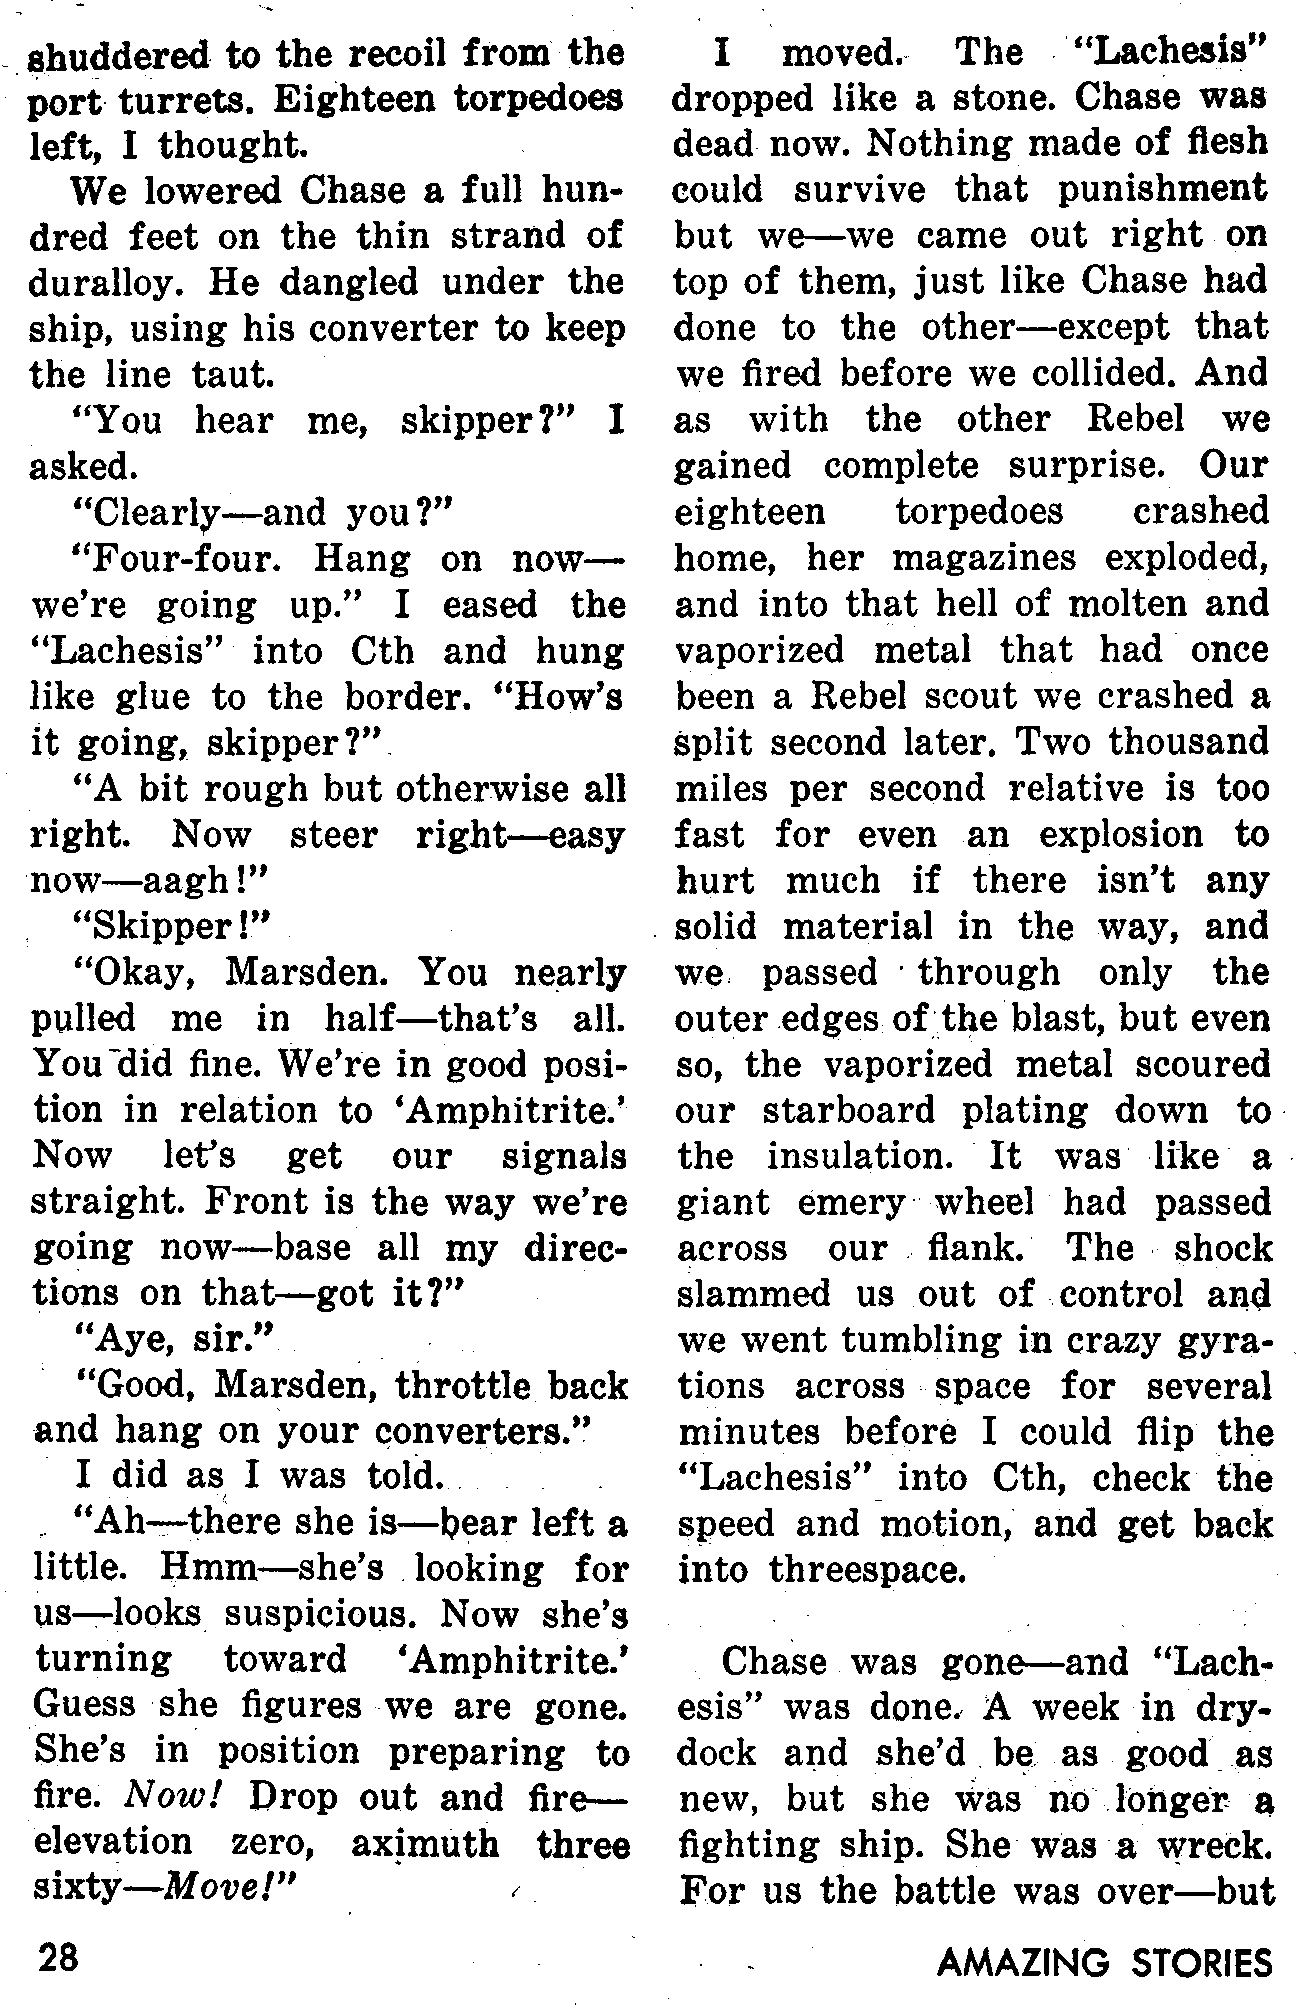 shuddered to the recoil from the
port turrets. Eighteen torpedoes
left, I thought.
We lowered Chase a full hun-
dred feet on the thin strand of
duralloy. He dangled under the
ship, using his converter to keep
the line taut.
“You hear me, skipper?” I
asked.
“Clearly—and you?”
“Four-four. Hang on now—
we're going up.” I eased the
“Lachesis” into Cth and hung
like glue to the border. “How's
it going, skipper?”
“A bit rough but otherwise all
right. Now steer right—easy
now—aagh!”
“Skipper!”
“Okay, Marsden. You nearly
pulled me in half—that's all.
You did fine. We're in good posi-
tion in relation to ‘Amphitrite.’
Now let's get our signals
straight. Front is the way we're
going now—base all my direc-
tions on that—got it?”
“Aye, sir.”
“Good, Marsden, throttle back
and hang on your converters.”
I did as I was told.
“Ah—there she is—bear left a
little. Hmm—she's looking for
us—looks suspicious. Now she's
turning toward ‘Amphitrite.’
Guess she figures we are gone.
She's in position preparing to
fire. Now! Drop out and fire—
elevation zero, aximuth three
sixty—Move!”
I moved. The “Lachesis”
dropped like a stone. Chase was
dead now. Nothing made of flesh
could survive that punishment
but we—we came out right on
top of them, just like Chase had
done to the other—except that
we fired before we collided. And
as with the other Rebel we
gained complete surprise. Our
eighteen torpedoes crashed
home, her magazines exploded,
and into that hell of molten and
vaporized metal that had once
been a Rebel scout we crashed a
split second later. Two thousand
miles per second relative is too
fast for even an explosion to
hurt much if there isn't any
solid material in the way, and
we passed through only the
outer edges of the blast, but even
so, the vaporized metal scoured
our starboard plating down to
the insulation. It was like a
giant emery wheel had passed
across our flank. The shock
slammed us out of control and
we went tumbling in crazy gyra-
tions across space for several
minutes before I could flip the
“Lachesis” into Cth, check the
speed and motion, and get back
into threespace.
Chase was gone—and “Lach-
esis” was done. A week in dry-
dock and she'd be as good as
new, but she was no longer a
fighting ship. She was a wreck.
For us the battle was over—but
28
AMAZING STORIES